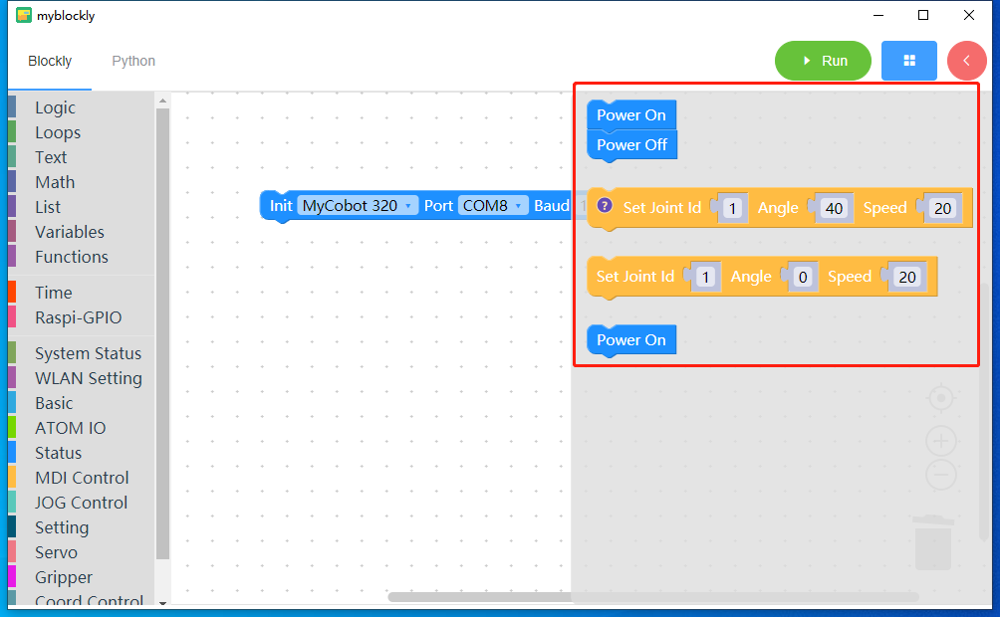 myblockly
Blockly Python Run
Logic
Loops
Text
Math
List
Variables
Functions
Time
Raspi-GPIO
System Status
WLAN Setting
Basic
ATOM IO
Status
MDI Control
JOG Control
Setting
Servo
Gripper
Coord Control
Init MyCobot 320 Port COM8 Baud
Power On
Power Off
? Set Joint Id 1 Angle 40 Speed 20
Set Joint Id 1 Angle 0 Speed 20
Power On